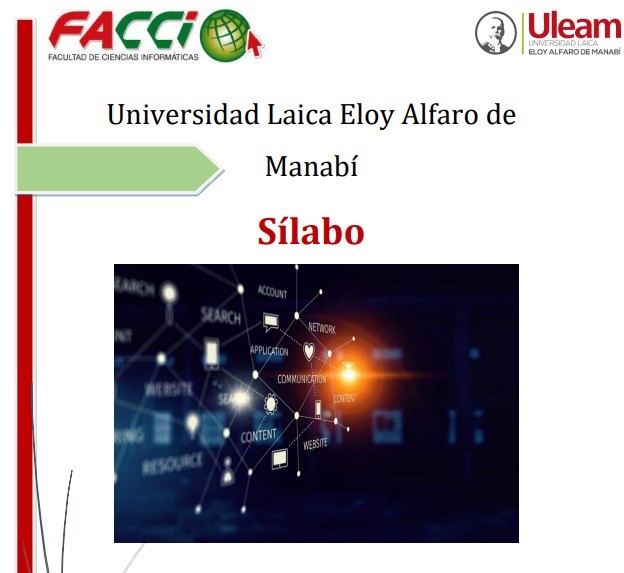 FACCI
FACULTAD DE CIENCIAS INFORMÁTICAS
Uleam
UNIVERSIDAD LAICA
ELOY ALFARO DE MANABÍ
Universidad Laica Eloy Alfaro de
Manabí
Sílabo
SEARCH
ACCOUNT
SEARCH
NETWORK
APPLICATION
WEBSITE
COMMUNICATION
SEARCH
CONTENT
CONTENT
WEBSITE
RESOURCE